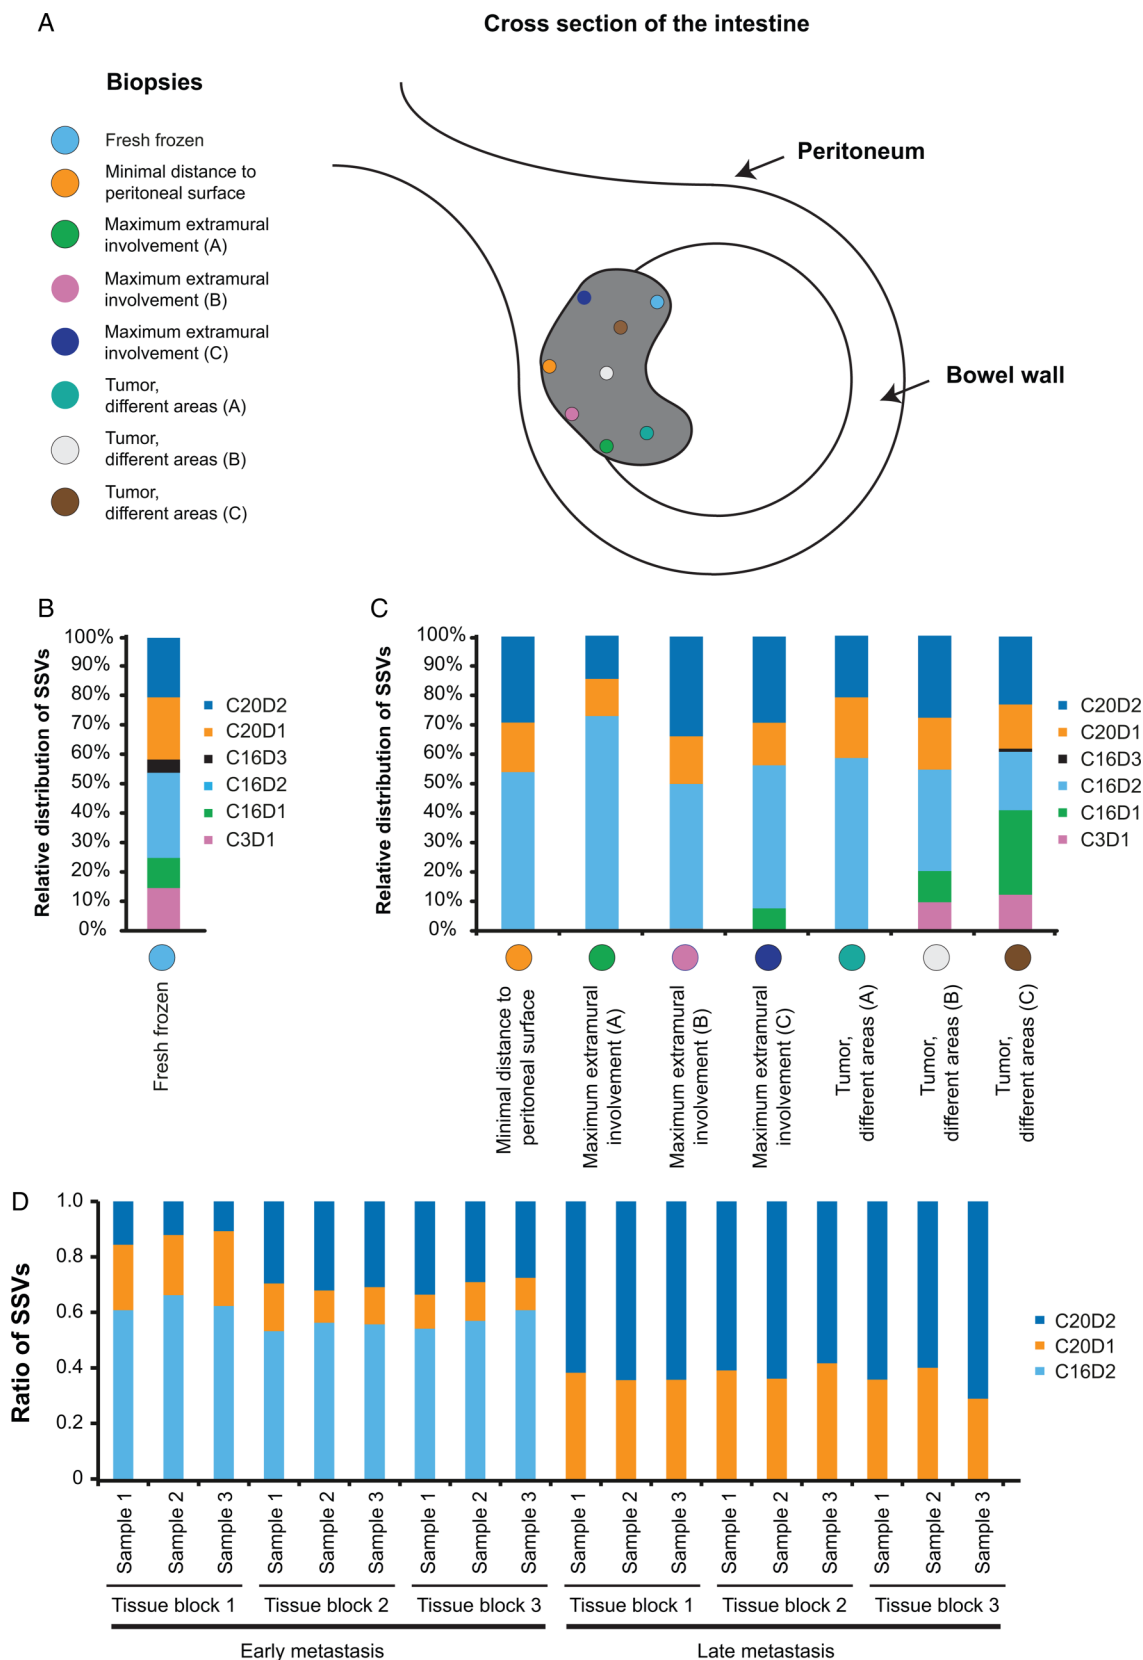 A
Cross section of the intestine
Biopsies
Fresh frozen
Minimal distance to
peritoneal surface
Maximum extramural
involvement (A)
Maximum extramural
involvement (B)
Maximum extramural
involvement (C)
Tumor,
different areas (A)
Tumor,
different areas (B)
Tumor,
different areas (C)
Peritoneum
Bowel wall
B
Relative distribution of SSVs
100%
90%
80%
70%
60%
50%
40%
30%
20%
10%
0%
C20D2
C20D1
C16D3
C16D2
C16D1
C3D1
Fresh frozen
C
Relative distribution of SSVs
100%
90%
80%
70%
60%
50%
40%
30%
20%
10%
0%
C20D2
C20D1
C16D3
C16D2
C16D1
C3D1
Minimal distance to
peritoneal surface
Maximum extramural
involvement (A)
Maximum extramural
involvement (B)
Maximum extramural
involvement (C)
Tumor,
different areas (A)
Tumor,
different areas (B)
Tumor,
different areas (C)
D
Ratio of SSVs
1.0
0.8
0.6
0.4
0.2
0
C20D2
C20D1
C16D2
Sample 1
Sample 2
Sample 3
Sample 1
Sample 2
Sample 3
Sample 1
Sample 2
Sample 3
Sample 1
Sample 2
Sample 3
Sample 1
Sample 2
Sample 3
Sample 1
Sample 2
Sample 3
Tissue block 1 Tissue block 2 Tissue block 3 Tissue block 1 Tissue block 2 Tissue block 3
Early metastasis Late metastasis